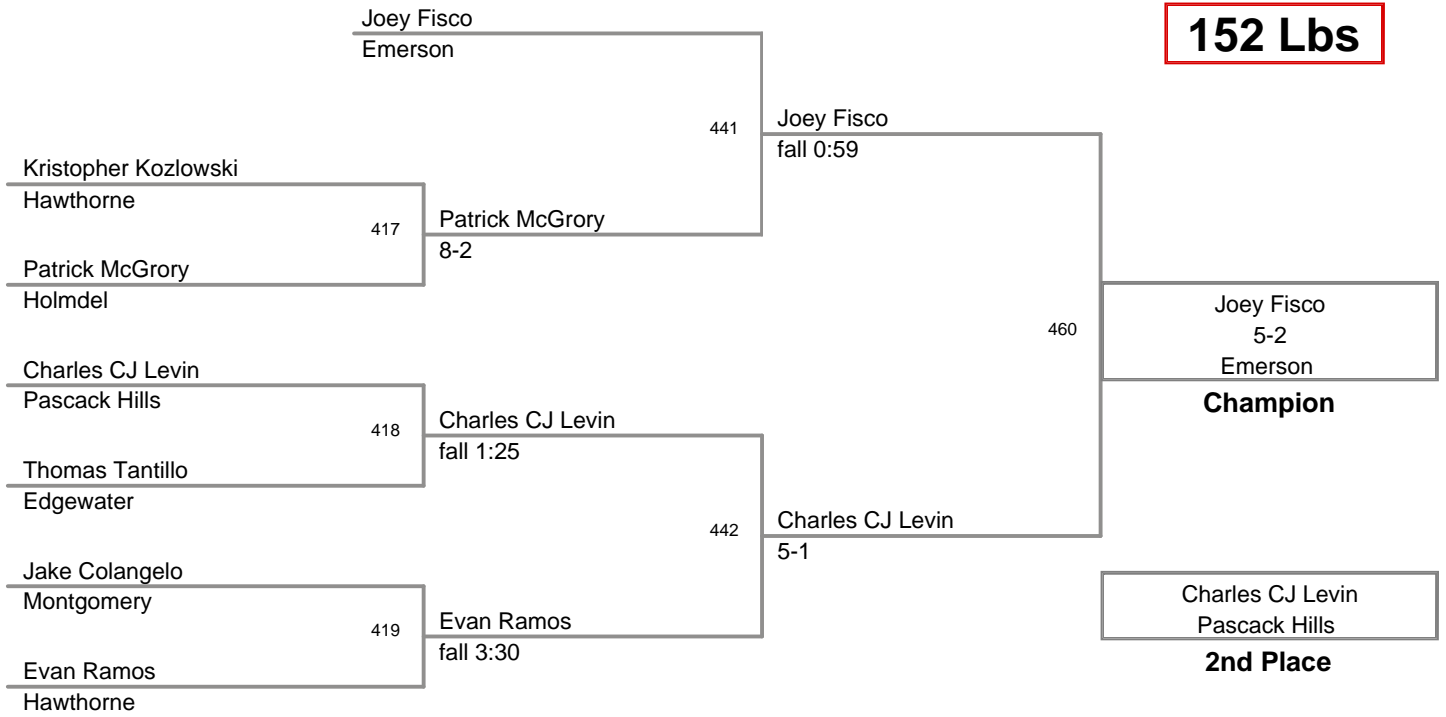 Joey Fisco
Emerson
152 Lbs
441
Joey Fisco
fall 0:59
Kristopher Kozlowski
Hawthorne
417
Patrick McGrory
8-2
Patrick McGrory
Holmdel
460
Joey Fisco
5-2
Emerson
Champion
Charles CJ Levin
Pascack Hills
418
Charles CJ Levin
fall 1:25
Thomas Tantillo
Edgewater
442
Charles CJ Levin
5-1
Jake Colangelo
Montgomery
419
Evan Ramos
fall 3:30
Evan Ramos
Hawthorne
Charles CJ Levin
Pascack Hills
2nd Place